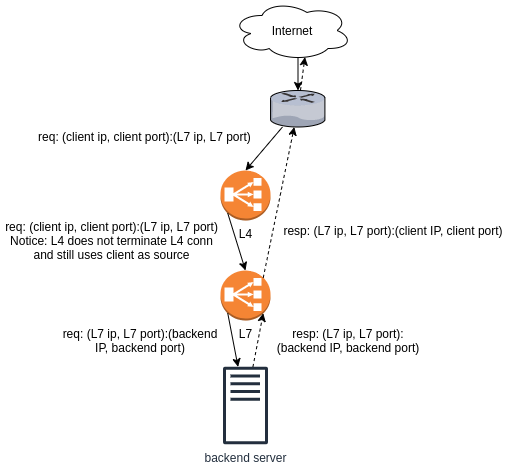 Internet
req: (client ip, client port):(L7 ip, L7 port)
req: (client ip, client port):(L7 ip, L7 port)
Notice: L4 does not terminate L4 conn
and still uses client as source
L4
resp: (L7 ip, L7 port):(client IP, client port)
req: (L7 ip, L7 port):(backend
IP, backend port)
L7
resp: (L7 ip, L7 port):
(backend IP, backend port)
backend server